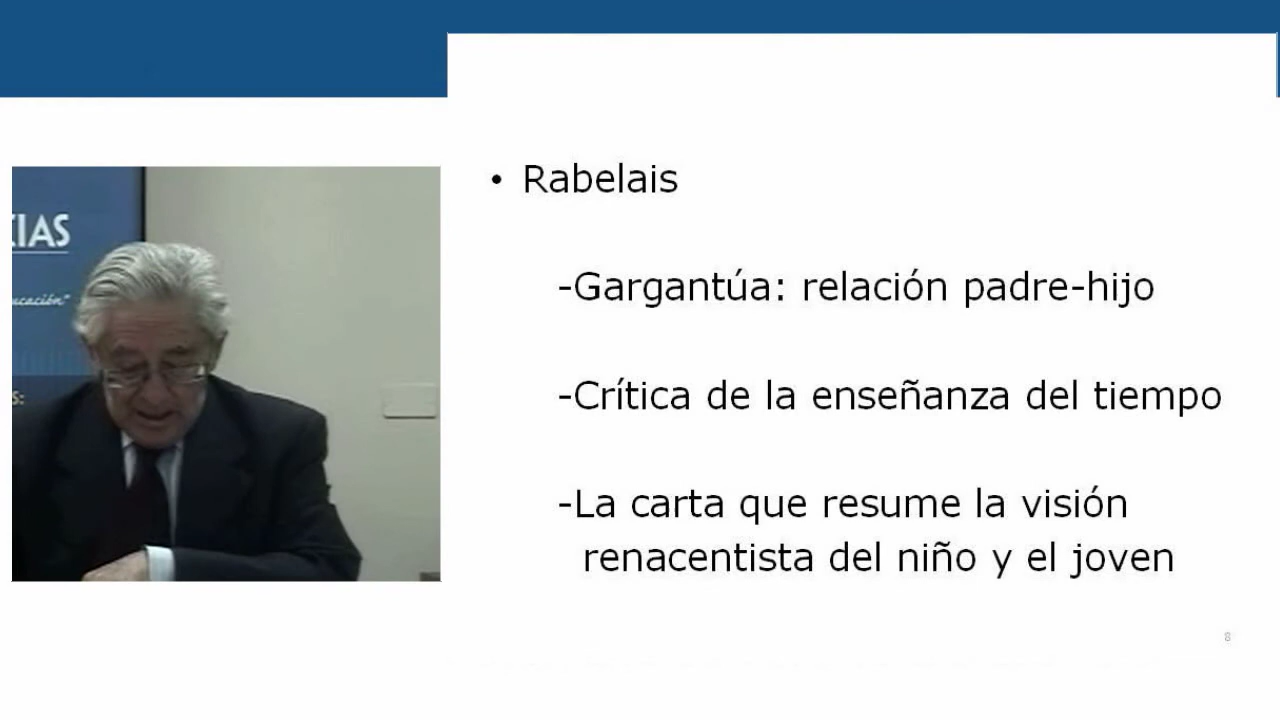 • Rabelais
-Gargantúa: relación padre-hijo
-Crítica de la enseñanza del tiempo
-La carta que resume la visión
renacentista del niño y el joven
8